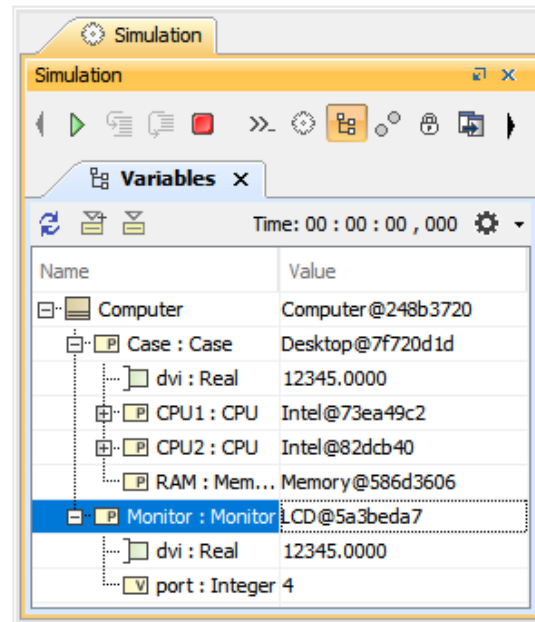 Simulation
Simulation
Variables
Time: 00 : 00 : 00 , 000
Name Value
Computer Computer@248b3720
P Case : Case Desktop@7f720d1d
dvi : Real 12345.0000
P CPU1 : CPU Intel@73ea49c2
P CPU2 : CPU Intel@82dcb40
P RAM : Mem... Memory@586d3606
P Monitor : Monitor LCD@5a3beda7
dvi : Real 12345.0000
V port : Integer 4